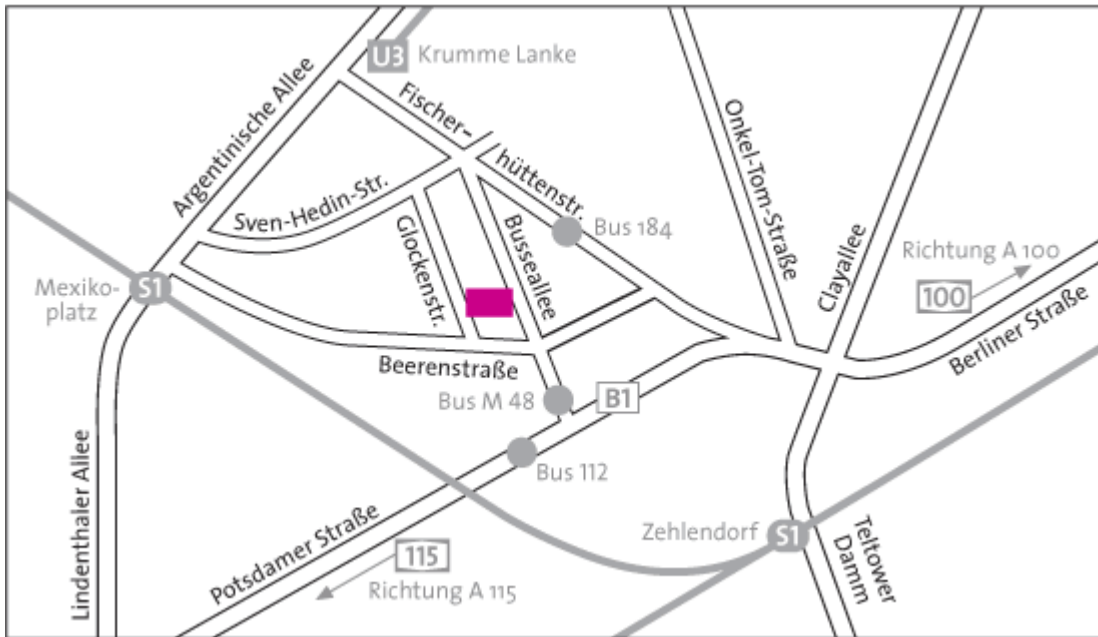 U3 Krumme Lanke
Argentinische Allee
Fischer-
hüttenstr.
Onkel-Tom-Straße
Clayallee
Sven-Hedin-Str.
Glockenstr.
Busseallee
Bus 184
Richtung A 100
100
Berliner Straße
Mexiko-
platz
S1
Beerenstraße
Bus M 48
B1
Bus 112
Lindenthaler Allee
Potsdamer Straße
115
Richtung A 115
Zehlendorf S1
Teltower
Damm